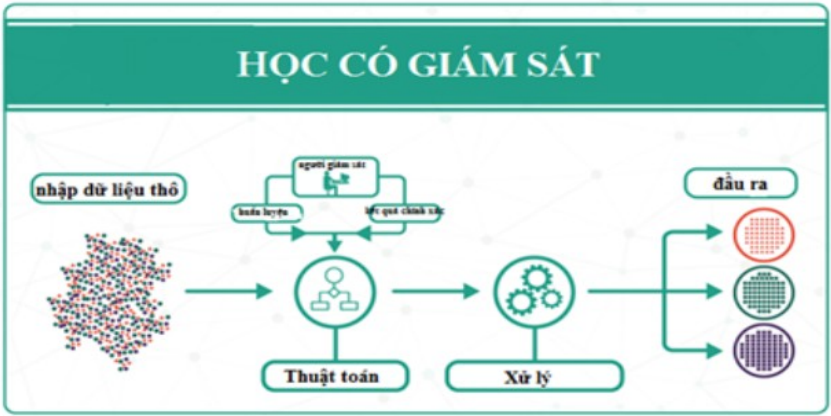 HỌC CÓ GIÁM SÁT
người giám sát
nhập dữ liệu thô
huấn luyện
kết quả chính xác
đầu ra
Thuật toán
Xử lý